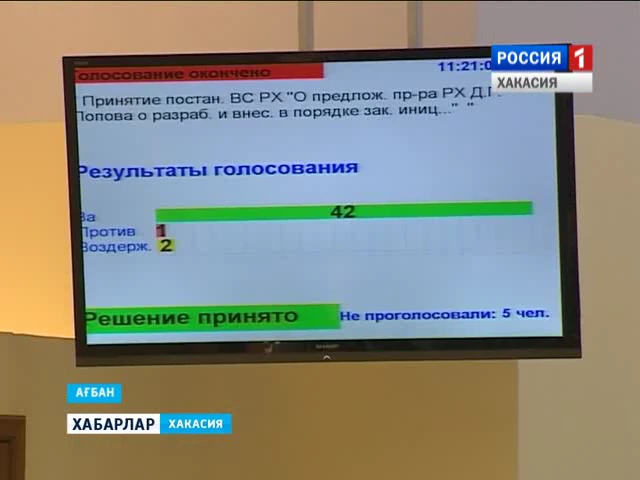 Голосование окончено
11:21:0
РОССИЯ 1
ХАКАСИЯ
Принятие постан. ВС РХ "О предлож. пр-ра РХ Д.
Попова о разраб. и внес. в порядке зак. иниц..." "
Результаты голосования
За 42
Против 1
Воздерж. 2
Решение принято
Не проголосовали: 5 чел.
SHARP
АҒБАН
ХАБАРЛАР ХАКАСИЯ